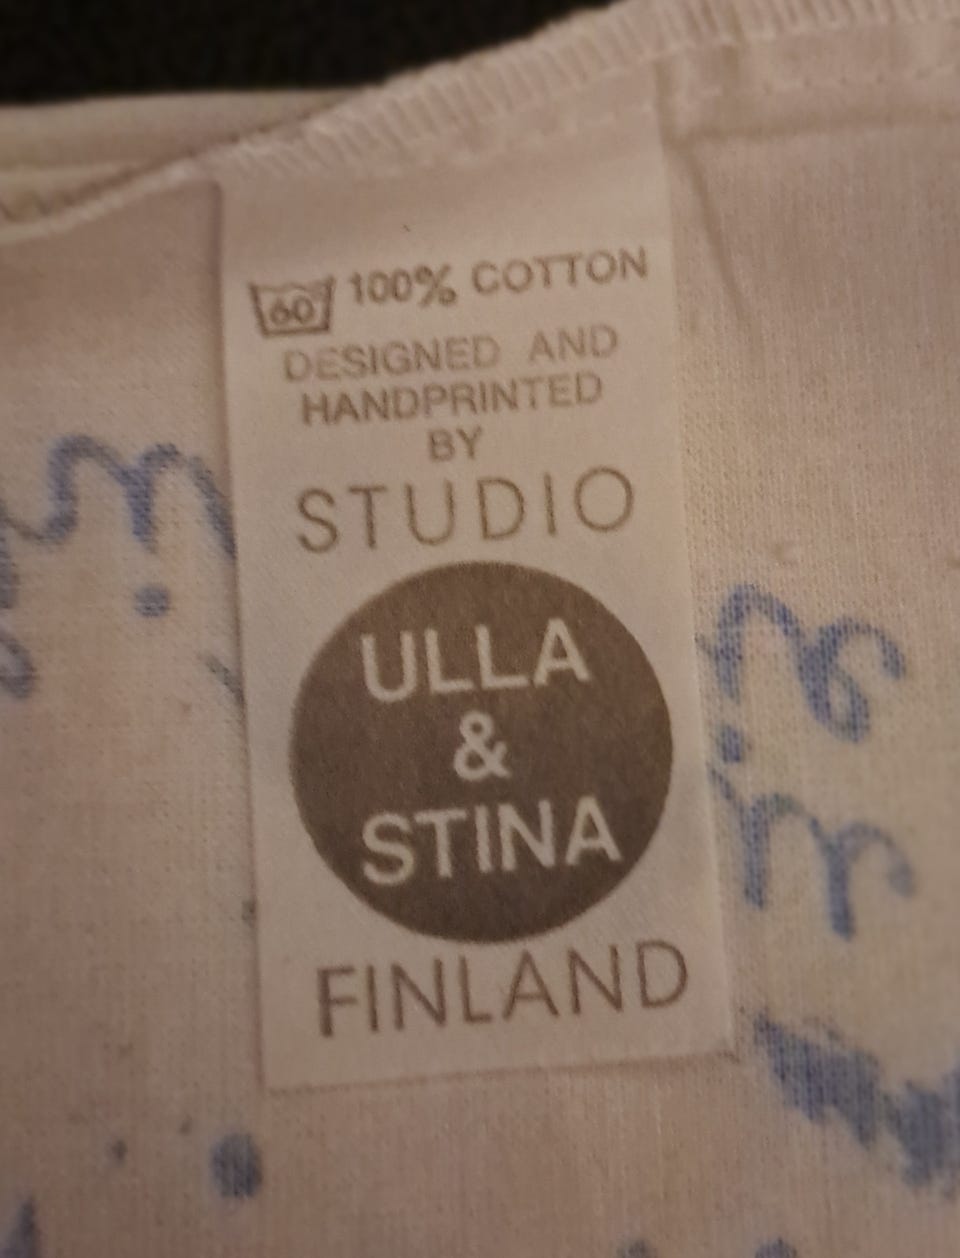 60 100% COTTON
DESIGNED AND
HANDPRINTED
BY
STUDIO
ULLA
&
STINA
FINLAND